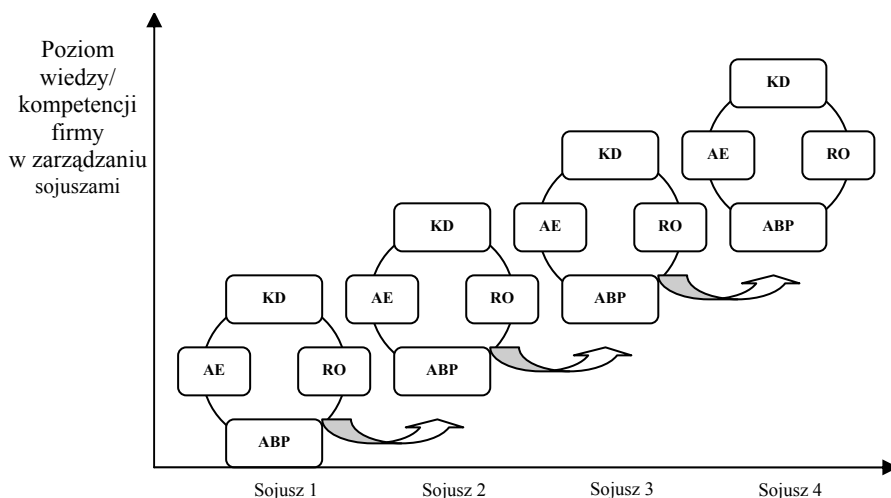 Poziom
wiedzy/
kompetencji
firmy
w zarządzaniu
sojuszami
KD
AE
RO
ABP
KD
AE
RO
ABP
KD
AE
RO
ABP
KD
AE
RO
ABP
Sojusz 1
Sojusz 2
Sojusz 3
Sojusz 4